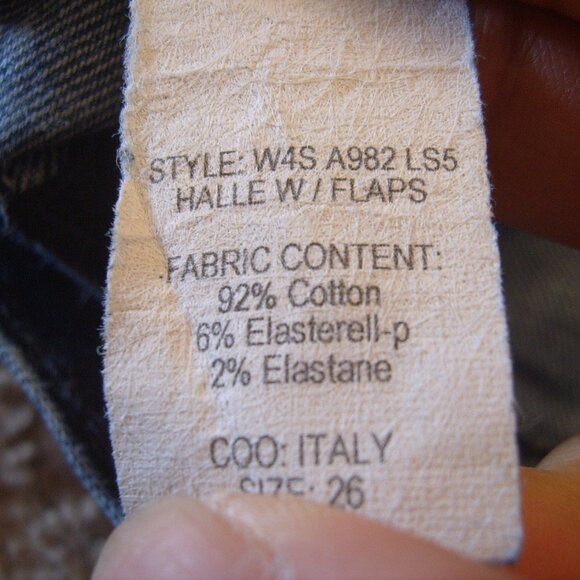 STYLE: W4S A982 LS5
HALLE W / FLAPS
FABRIC CONTENT:
92% Cotton
6% Elasterell-p
2% Elastane
COO: ITALY
SIZE: 26